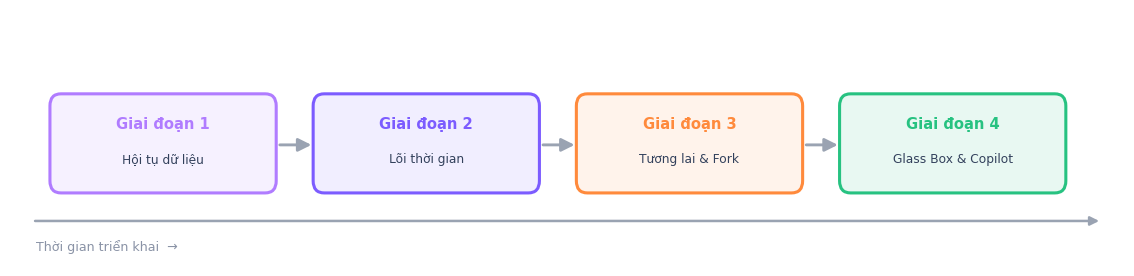 Giai đoạn 1
Hội tụ dữ liệu
Giai đoạn 2
Lõi thời gian
Giai đoạn 3
Tương lai & Fork
Giai đoạn 4
Glass Box & Copilot
Thời gian triển khai →